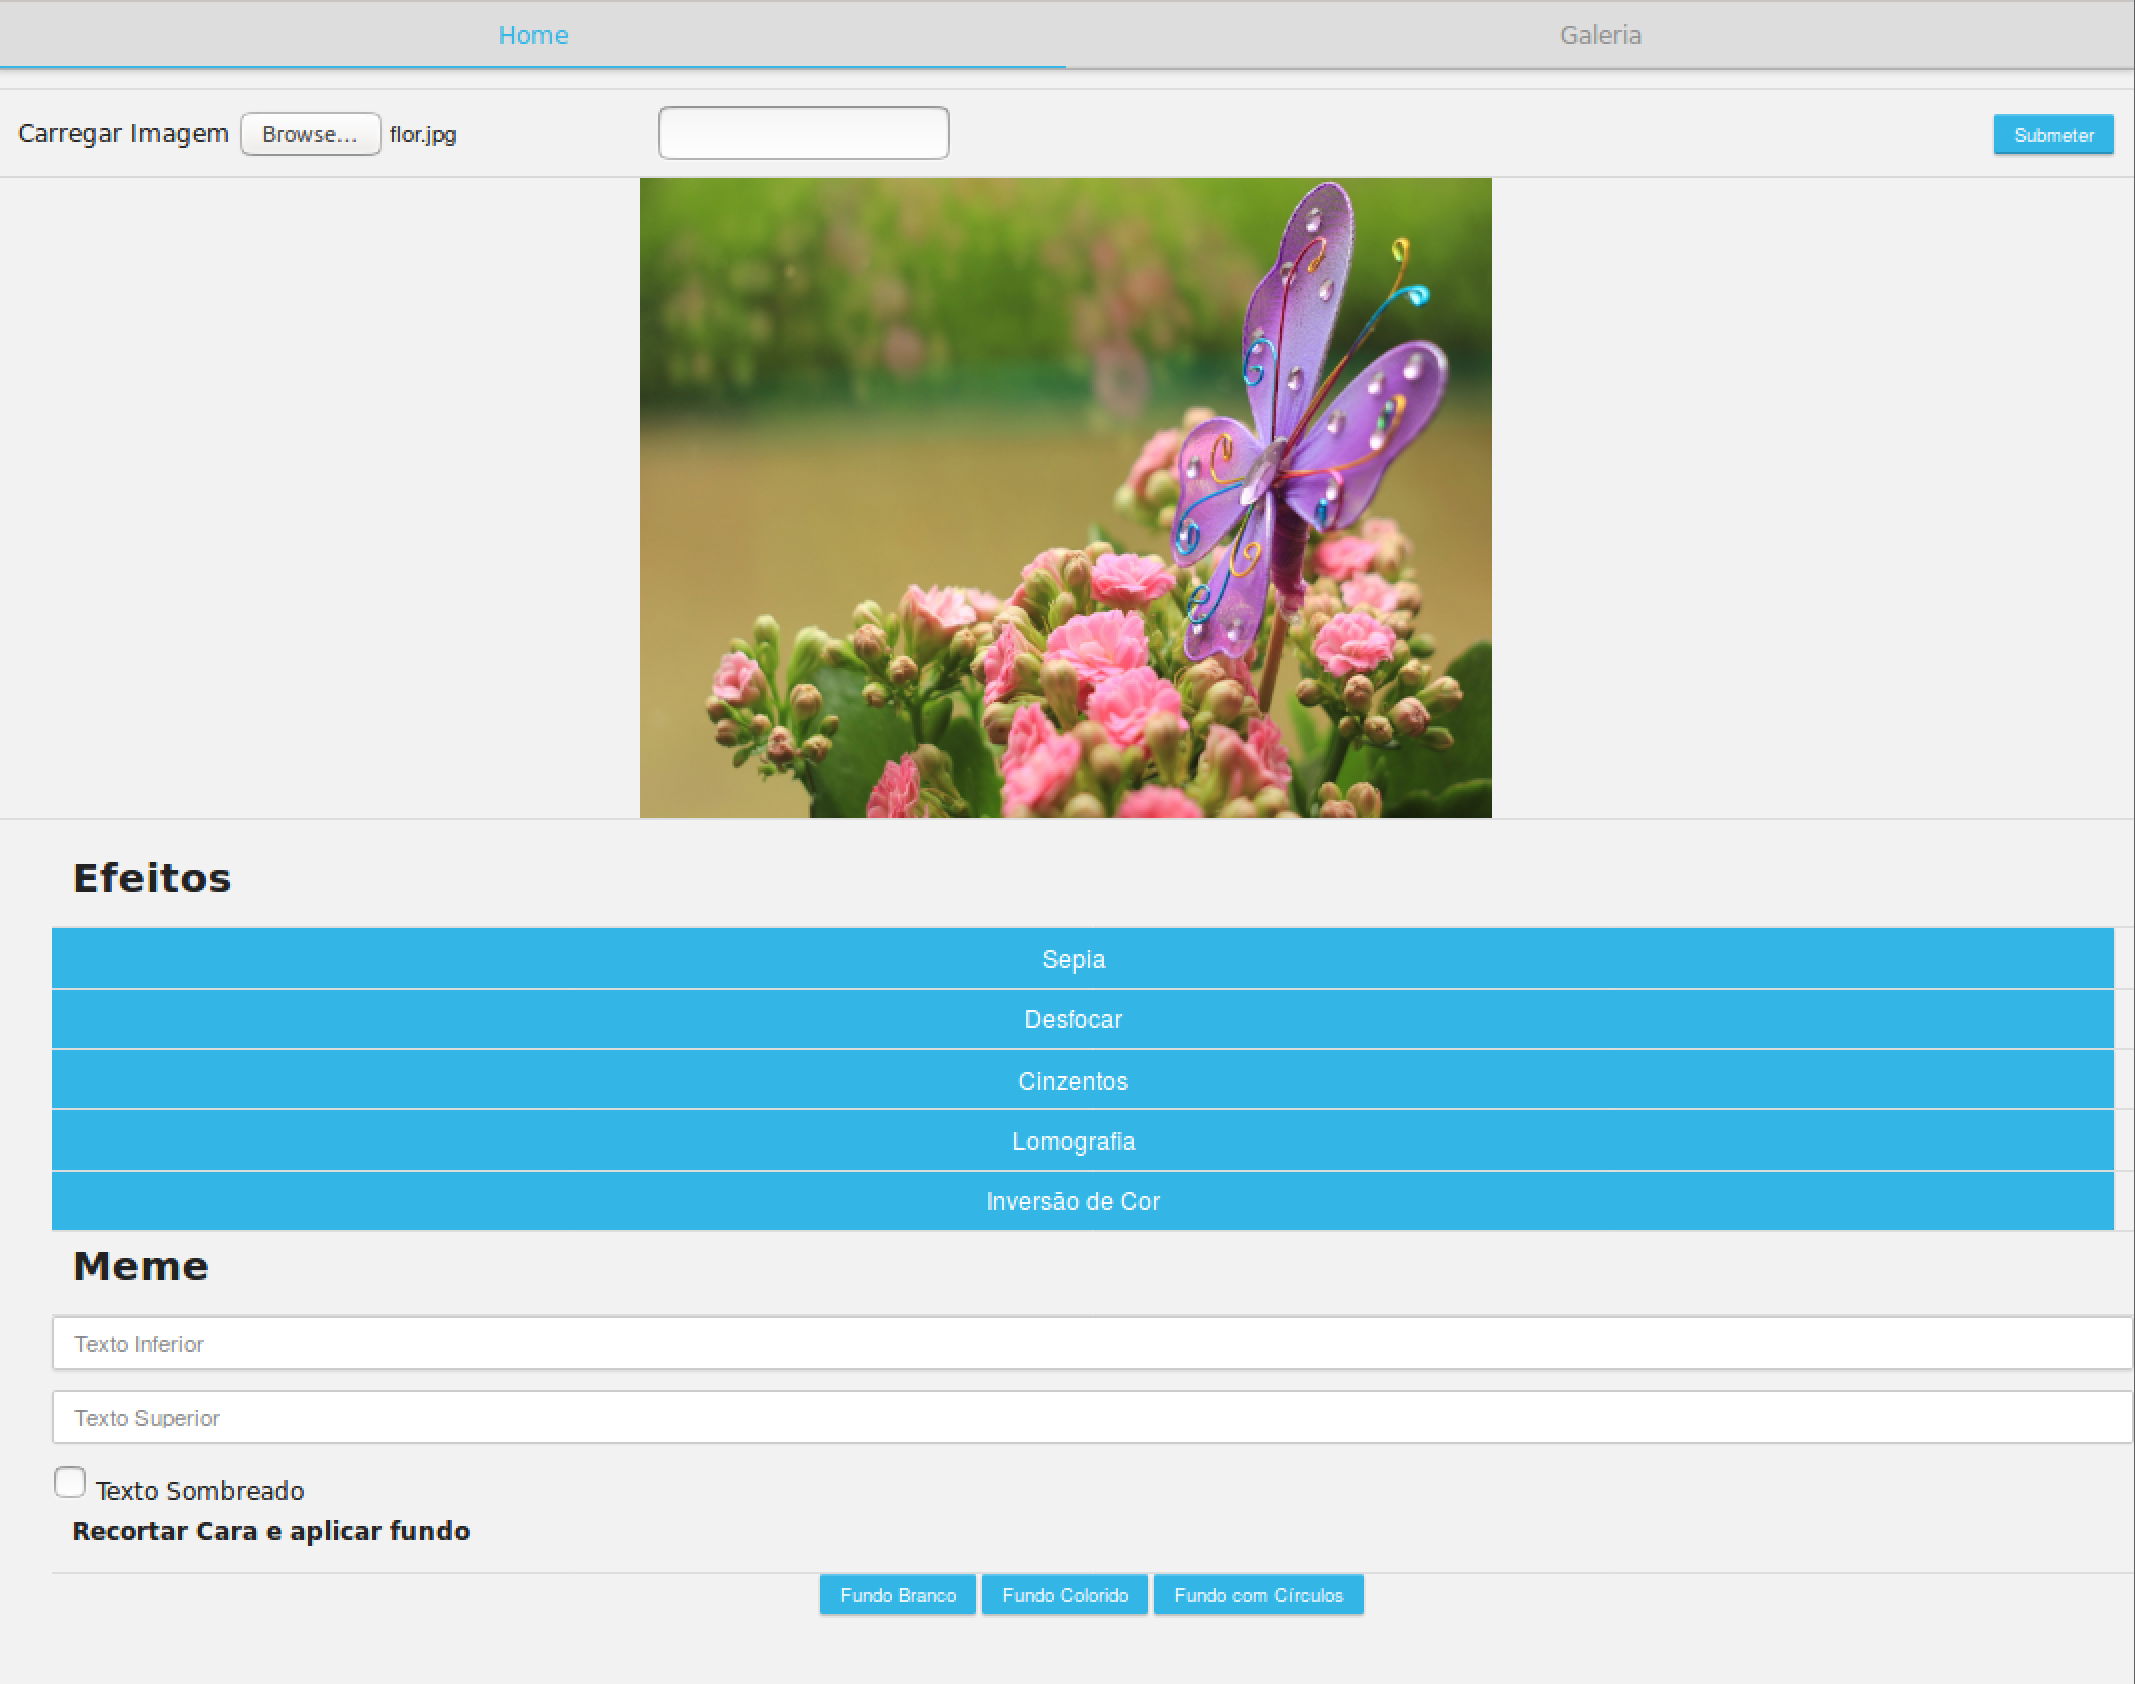 Home Galeria
Carregar Imagem Browse... flor.jpg Submeter
Efeitos
Sepia
Desfocar
Cinzentos
Lomografia
Inversão de Cor
Meme
Texto Inferior
Texto Superior
Texto Sombreado
Recortar Cara e aplicar fundo
Fundo Branco Fundo Colorido Fundo com Círculos